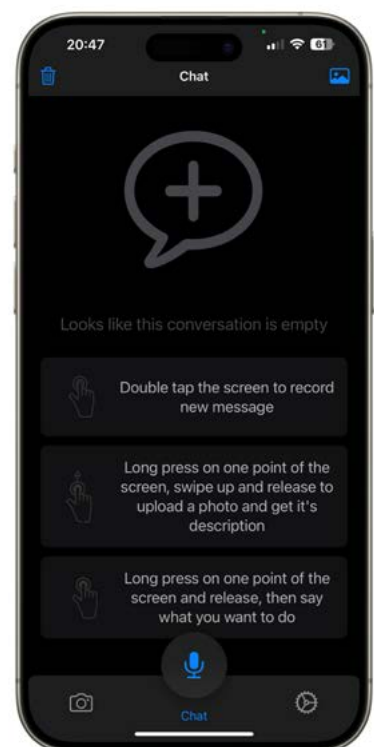 20:47
61
Chat
Looks like this conversation is empty
Double tap the screen to record
new message
Long press on one point of the
screen, swipe up and release to
upload a photo and get it's
description
Long press on one point of the
screen and release, then say
what you want to do
Chat